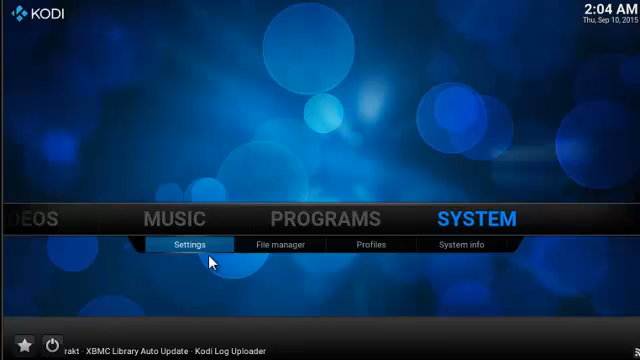 KODI
2:04 AM
Thu, Sep 10, 2015
DEOS MUSIC PROGRAMS SYSTEM
Settings File manager Profiles System info
rakt · XBMC Library Auto Update · Kodi Log Uploader